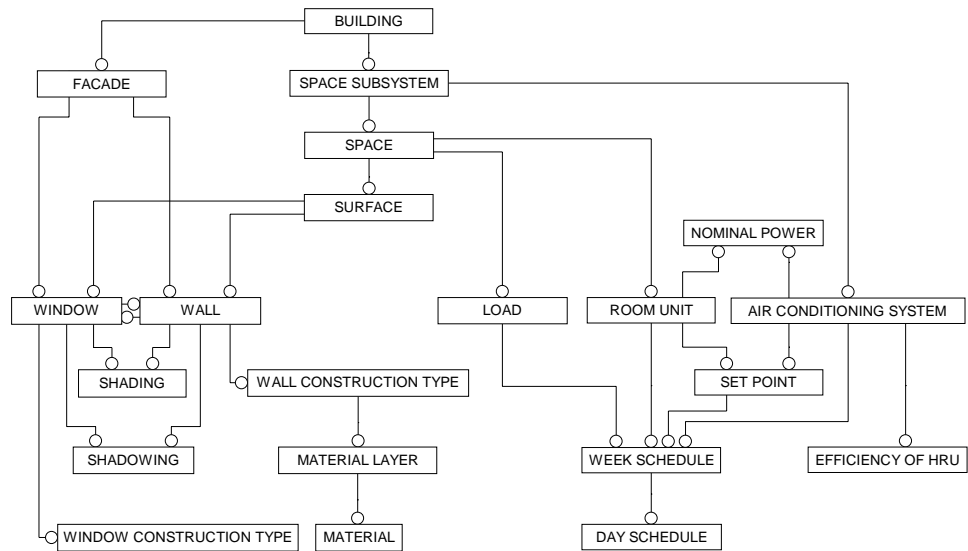 BUILDING
FACADE
SPACE SUBSYSTEM
SPACE
SURFACE
NOMINAL POWER
WINDOW
WALL
LOAD
ROOM UNIT
AIR CONDITIONING SYSTEM
SHADING
WALL CONSTRUCTION TYPE
SET POINT
SHADOWING
MATERIAL LAYER
WEEK SCHEDULE
EFFICIENCY OF HRU
WINDOW CONSTRUCTION TYPE
MATERIAL
DAY SCHEDULE